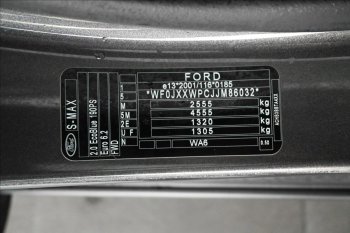 FORD
e13*2001/116*0185
*WF0JXXWPCJJM86032*
2555 kg
4555 kg
1320 kg
1305 kg
WA6
Ford
S-MAX
2.0 EcoBlue 190PS
Euro 6.2
FWD